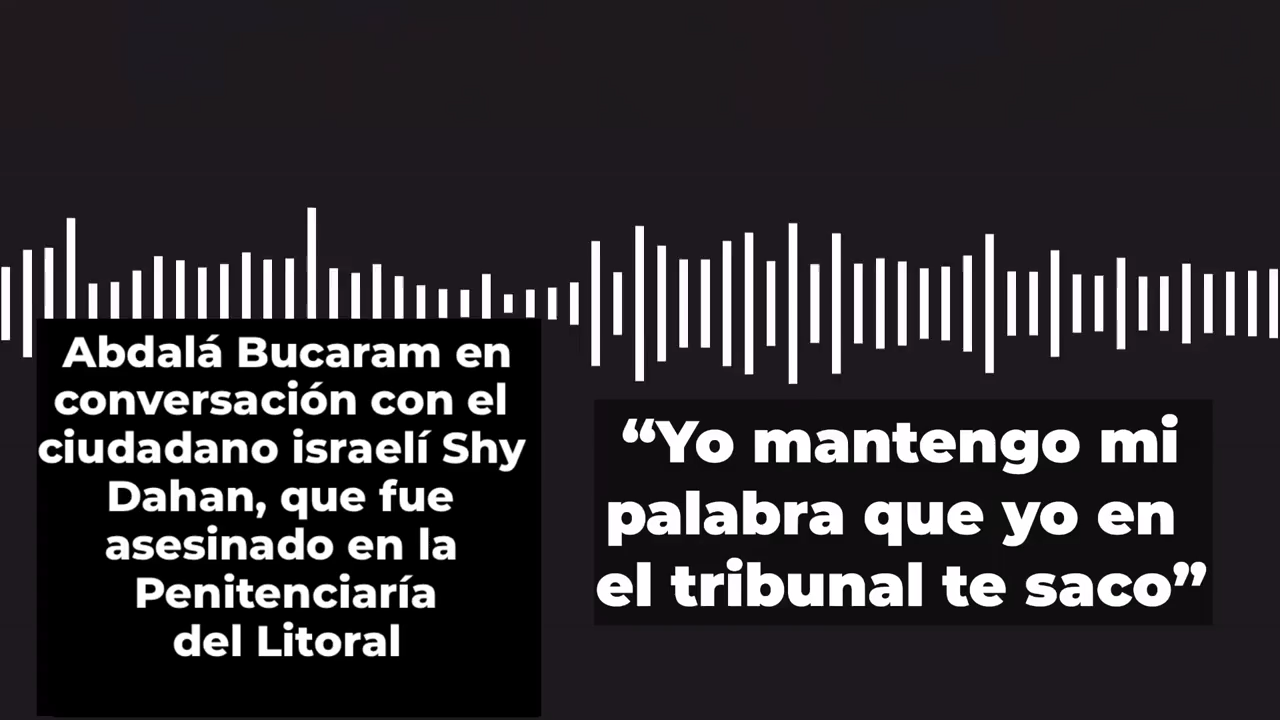 Abdalá Bucaram en
conversación con el
ciudadano israelí Shy
Dahan, que fue
asesinado en la
Penitenciaría
del Litoral
“Yo mantengo mi
palabra que yo en
el tribunal te saco”